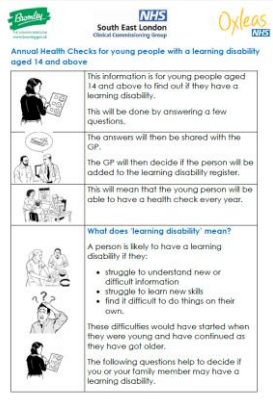 Bromley
NHS
South East London
Clinical Commissioning Group
Oxleas
NHS
Annual Health Checks for young people with a learning disability
aged 14 and above
This information is for young people aged
14 and above to find out if they have a
learning disability.
This will be done by answering a few
questions.
The answers will then be shared with the
GP.
The GP will then decide if the person will be
added to the learning disability register.
This will mean that the young person will be
able to have a health check every year.
What does 'learning disability' mean?
A person is likely to have a learning
disability if they:
• struggle to understand new or
difficult information
• struggle to learn new skills
• find it difficult to do things on their
own.
These difficulties would have started when
they were young and have continued as
they have got older.
The following questions help to decide if
you or your family member may have a
learning disability.